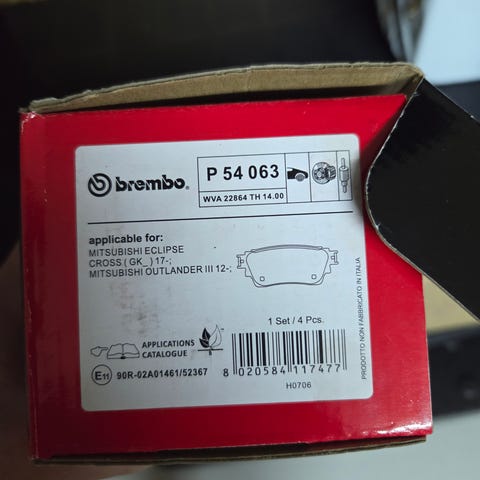 brembo.
P 54 063
WVA 22864 TH 14.00
applicable for:
MITSUBISHI ECLIPSE
CROSS ( GK_ ) 17-;
MITSUBISHI OUTLANDER III 12-;
1 Set / 4 Pcs.
APPLICATIONS
CATALOGUE
E11 90R-02A01461/52367
8 020584 117477
H0706
PRODOTTO NON FABBRICATO IN ITALIA